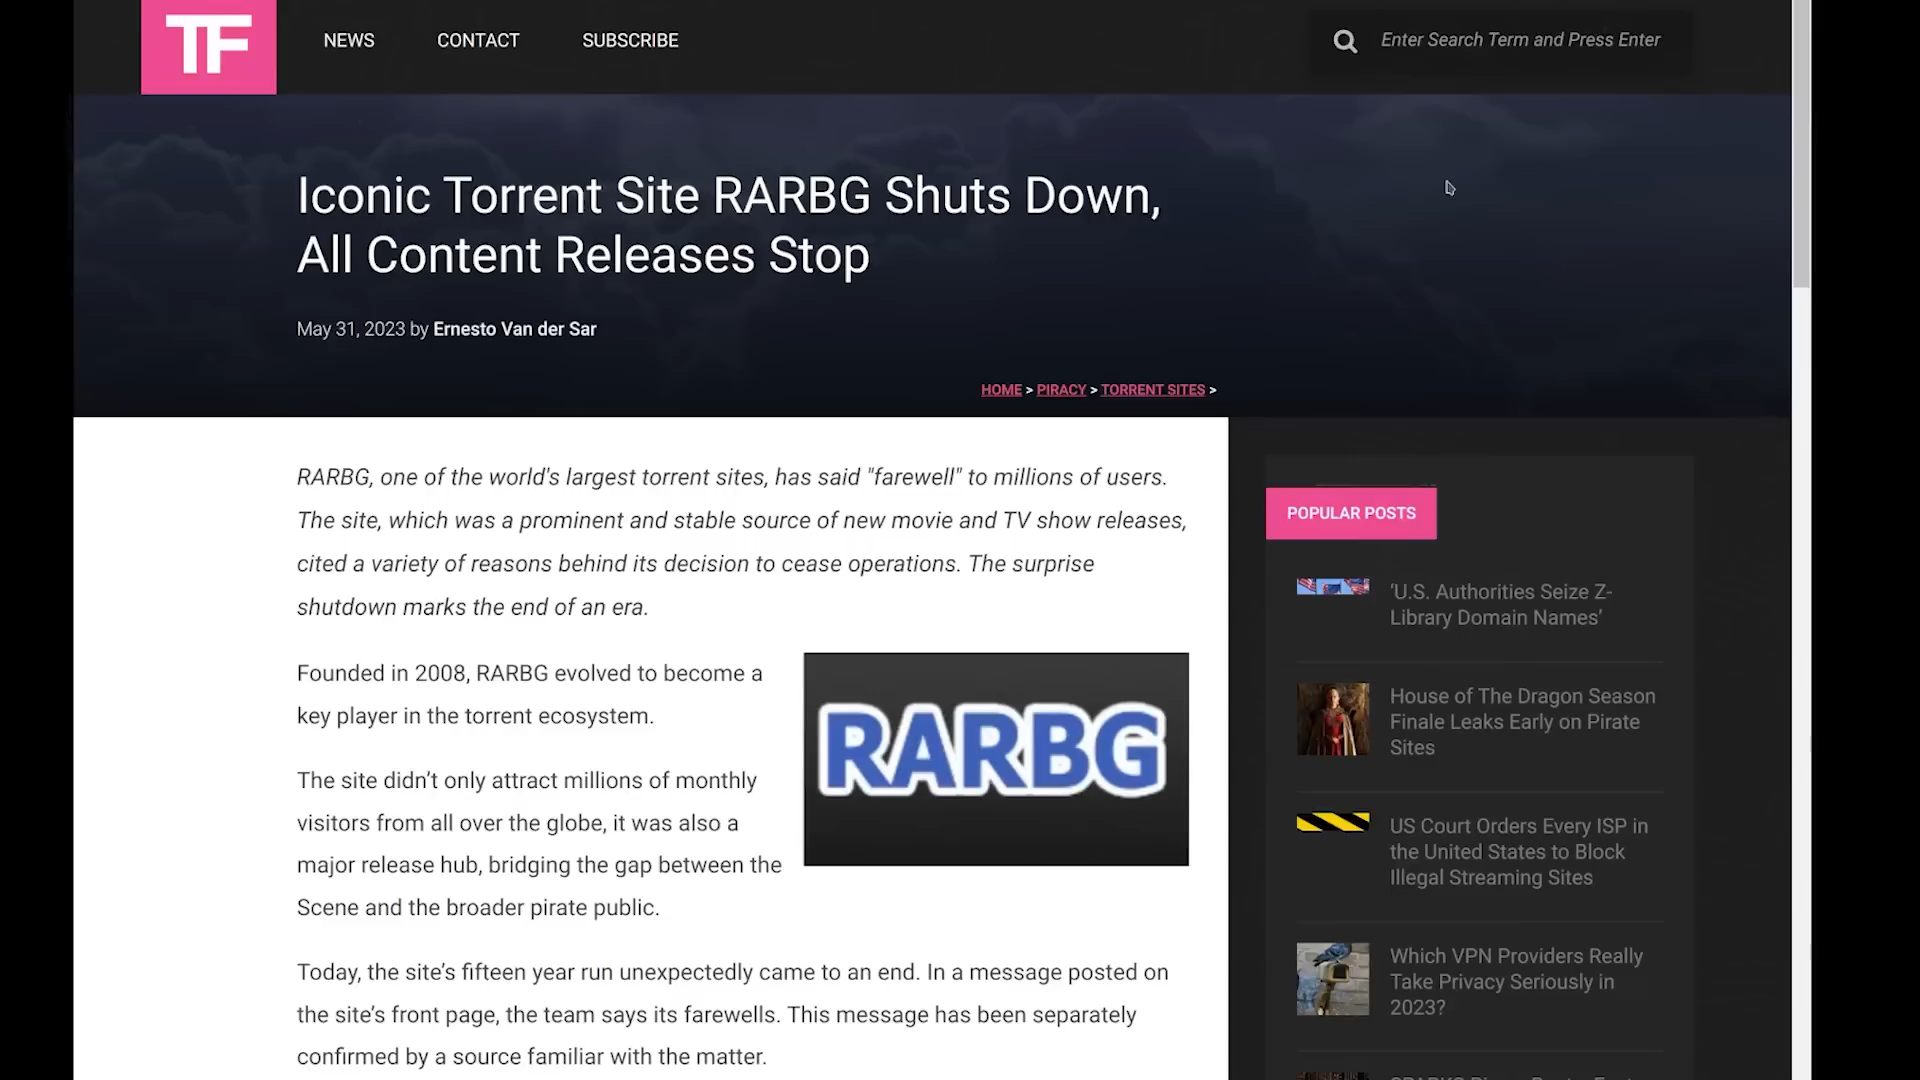 TF
NEWS
CONTACT
SUBSCRIBE
Enter Search Term and Press Enter
Iconic Torrent Site RARBG Shuts Down,
All Content Releases Stop
May 31, 2023 by Ernesto Van der Sar
HOME > PIRACY > TORRENT SITES >
RARBG, one of the world's largest torrent sites, has said "farewell" to millions of users.
The site, which was a prominent and stable source of new movie and TV show releases,
cited a variety of reasons behind its decision to cease operations. The surprise
shutdown marks the end of an era.
Founded in 2008, RARBG evolved to become a
key player in the torrent ecosystem.
RARBG
The site didn’t only attract millions of monthly
visitors from all over the globe, it was also a
major release hub, bridging the gap between the
Scene and the broader pirate public.
Today, the site’s fifteen year run unexpectedly came to an end. In a message posted on
the site’s front page, the team says its farewells. This message has been separately
confirmed by a source familiar with the matter.
POPULAR POSTS
‘U.S. Authorities Seize Z-
Library Domain Names’
House of The Dragon Season
Finale Leaks Early on Pirate
Sites
US Court Orders Every ISP in
the United States to Block
Illegal Streaming Sites
Which VPN Providers Really
Take Privacy Seriously in
2023?